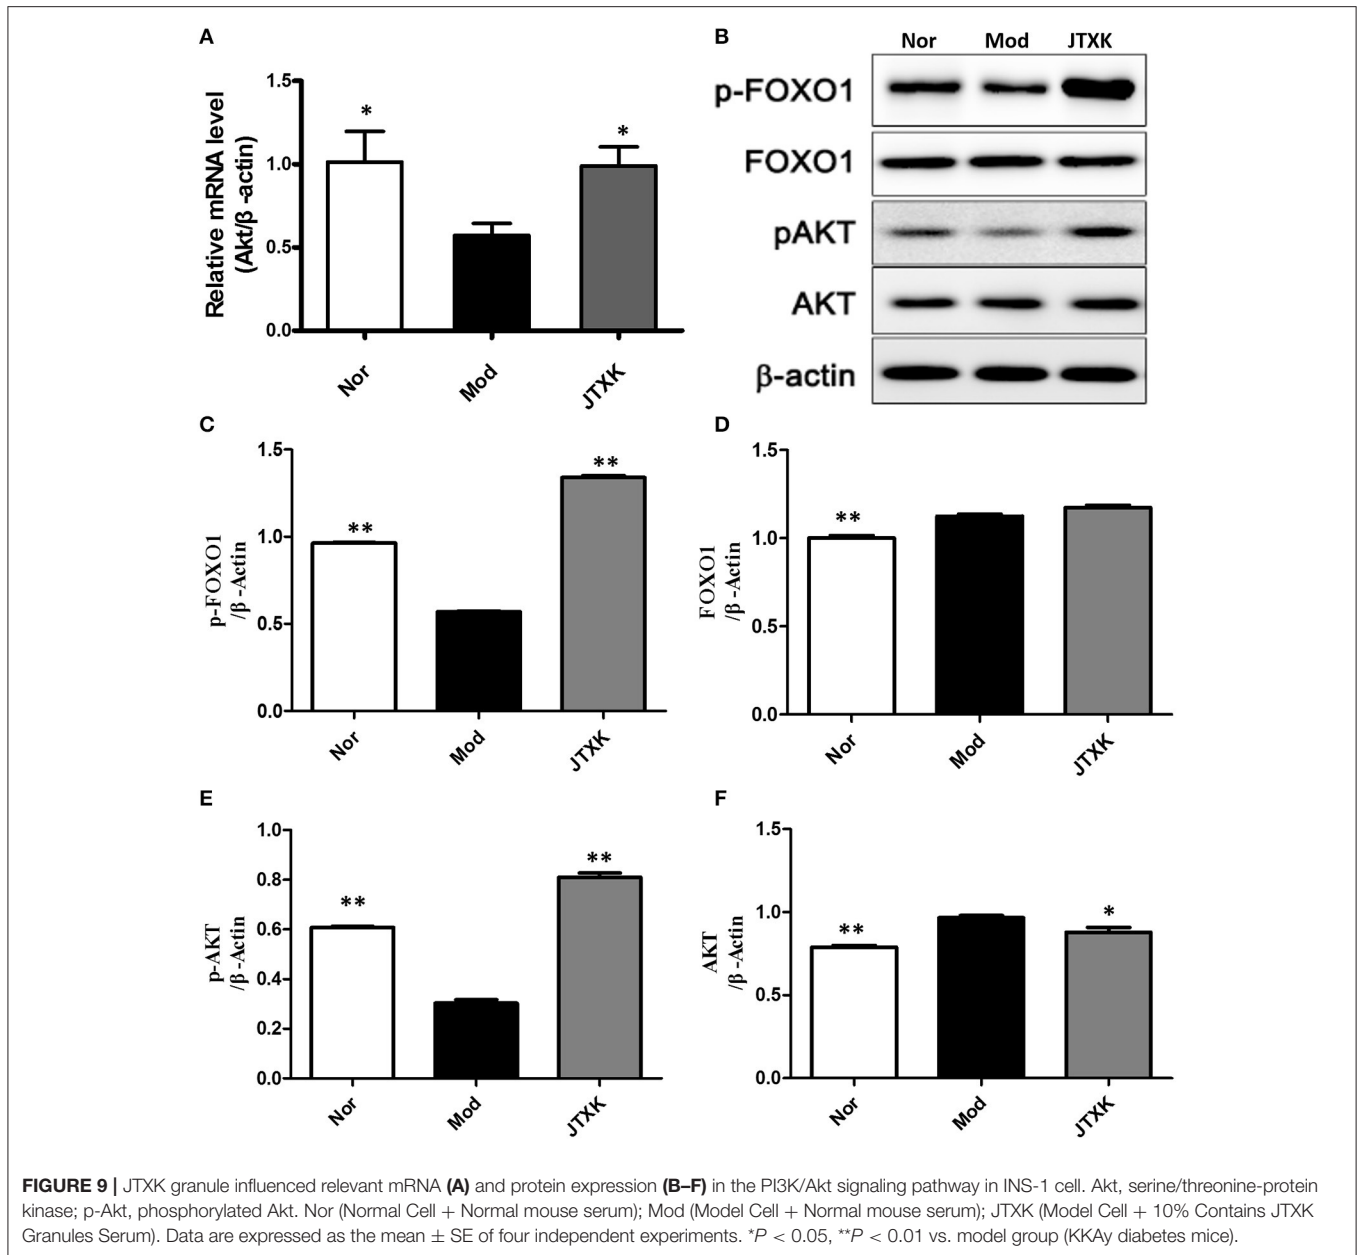 A
1.5
1.0
0.5
0.0
Relative mRNA level
(Akt/β -actin)
*
*
Nor
Mod
JTXK
B
Nor Mod JTXK
p-FOXO1
FOXO1
pAKT
AKT
β-actin
C
1.5
1.0
0.5
0.0
p-FOXO1
/β -Actin
**
**
Nor
Mod
JTXK
D
1.5
1.0
0.5
0.0
FOXO1
/β -Actin
**
Nor
Mod
JTXK
E
1.0
0.8
0.6
0.4
0.2
0.0
p-AKT
/β -Actin
**
**
Nor
Mod
JTXK
F
1.5
1.0
0.5
0.0
AKT
/β -Actin
**
*
Nor
Mod
JTXK
FIGURE 9 | JTXK granule influenced relevant mRNA (A) and protein expression (B–F) in the PI3K/Akt signaling pathway in INS-1 cell. Akt, serine/threonine-protein
kinase; p-Akt, phosphorylated Akt. Nor (Normal Cell + Normal mouse serum); Mod (Model Cell + Normal mouse serum); JTXK (Model Cell + 10% Contains JTXK
Granules Serum). Data are expressed as the mean ± SE of four independent experiments. *P < 0.05, **P < 0.01 vs. model group (KKAy diabetes mice).